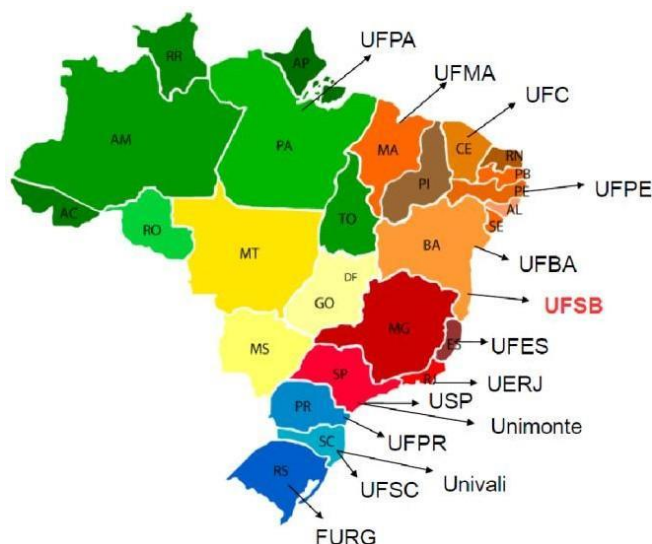 UFPA
RR
AP
UFMA
UFC
AM
PA
MA
CE
RN
PB
PI
PE
UFPE
AL
AC
TO
SE
RO
BA
MT
UFBA
DF
GO
UFSB
MG
MS
ES
UFES
SP
RJ
UERJ
USP
PR
Unimonte
UFPR
SC
RS
Univali
UFSC
FURG